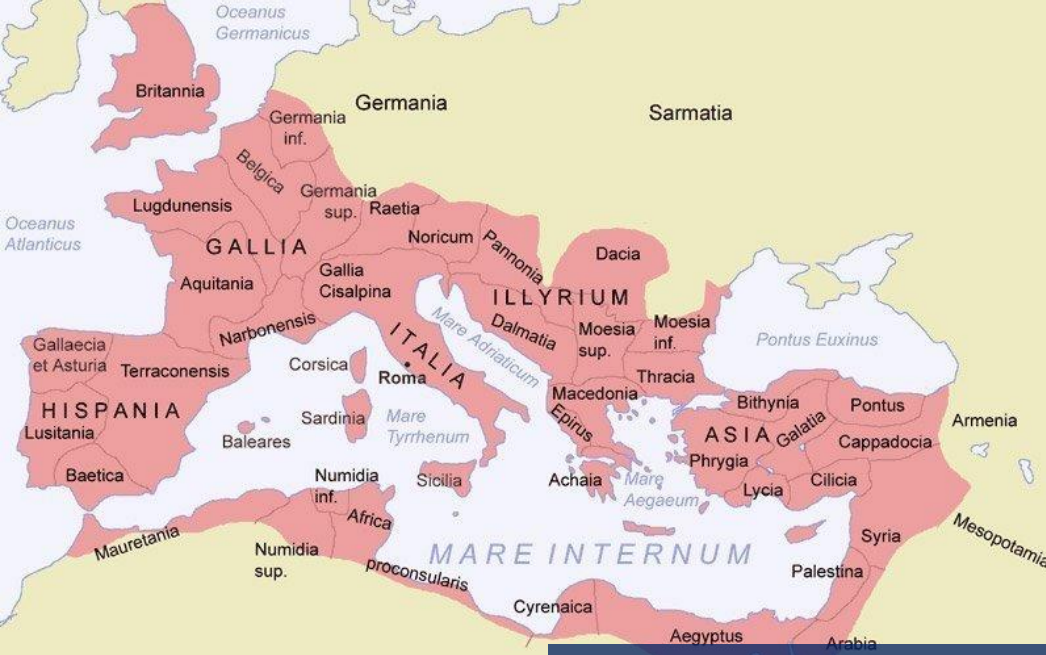 Oceanus
Germanicus
Britannia
Germania
Sarmatia
Germania
inf.
Belgica
Germania
sup.
Raetia
Lugdunensis
Oceanus
Atlanticus
GALLIA
Noricum
Pannonia
Dacia
Aquitania
Gallia
Cisalpina
ILLYRIUM
Narbonensis
ITALIA
Mare Adriaticum
Dalmatia
Moesia
sup.
Moesia
inf.
Pontus Euxinus
Gallaecia
et Asturia
Terraconensis
Corsica
Roma
Thracia
Macedonia
Epirus
Bithynía
Galatia
Pontus
Armenia
HISPANIA
Lusitania
Baleares
Sardinia
Mare
Tyrrhenum
ASIA
Cappadocia
Phrygia
Baetica
Numidia
inf.
Sicilia
Achaia
Mare
Aegaeum
Lycia
Cilicia
Africa
Mauretania
Numidia
sup.
proconsularis
MARE INTERNUM
Syria
Mesopotamia
Palestina
Cyrenaica
Aegyptus
Arabia